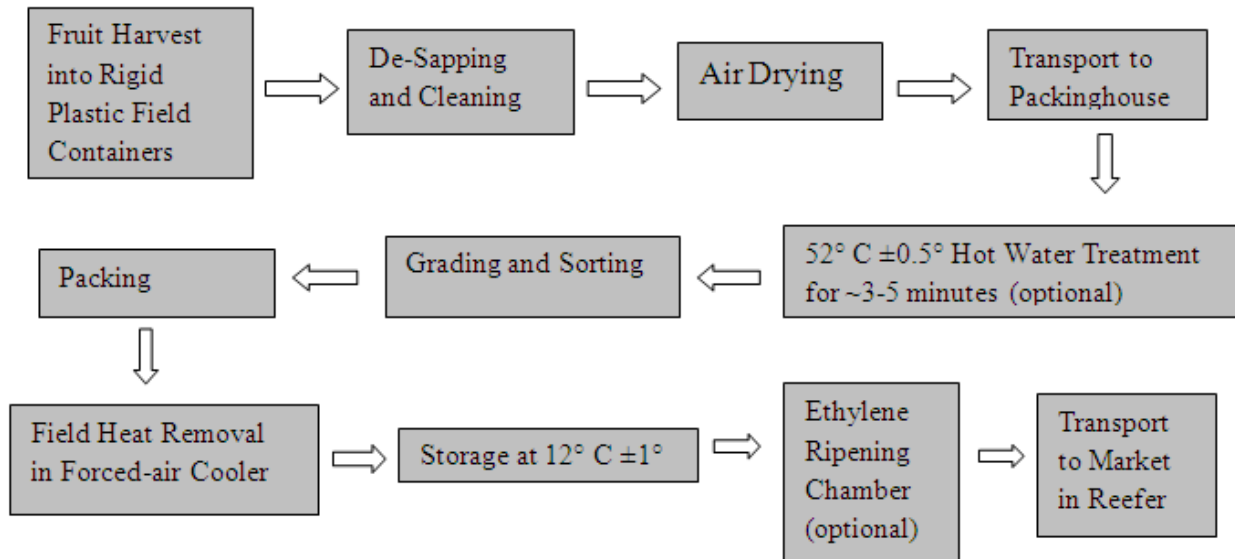 Fruit Harvest
into Rigid
Plastic Field
Containers
De-Sapping
and Cleaning
Air Drying
Transport to
Packinghouse
52° C ±0.5° Hot Water Treatment
for ~3-5 minutes (optional)
Grading and Sorting
Packing
Field Heat Removal
in Forced-air Cooler
Storage at 12° C ±1°
Ethylene
Ripening
Chamber
(optional)
Transport
to Market
in Reefer